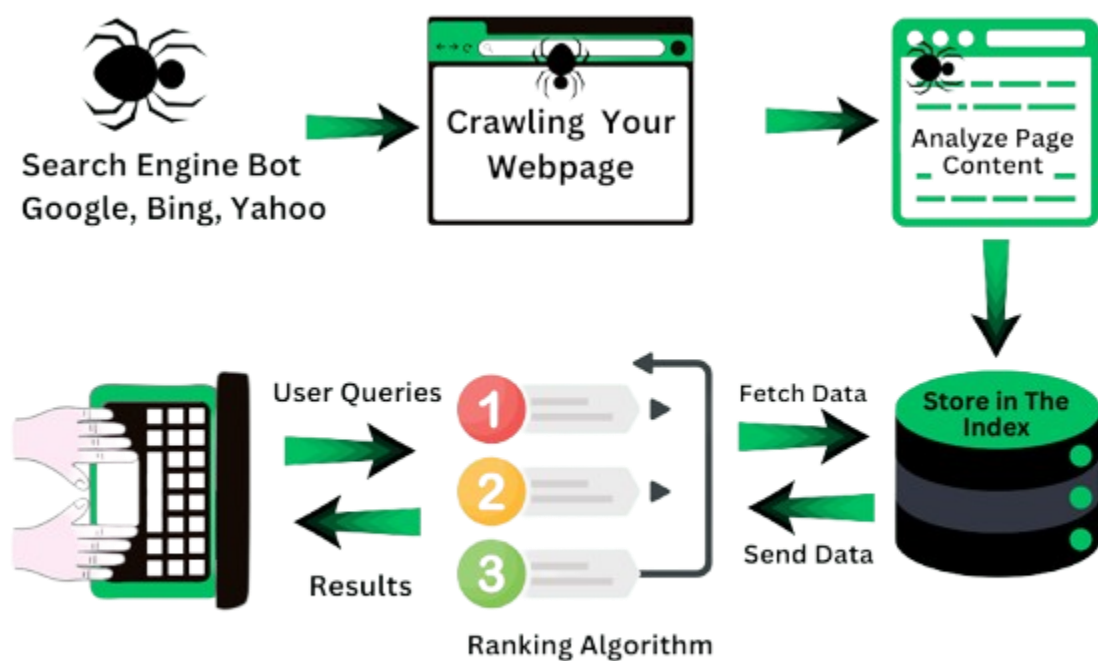 Search Engine Bot
Google, Bing, Yahoo
Crawling Your
Webpage
Analyze Page
Content
User Queries
Results
1
2
3
Ranking Algorithm
Fetch Data
Send Data
Store in The
Index